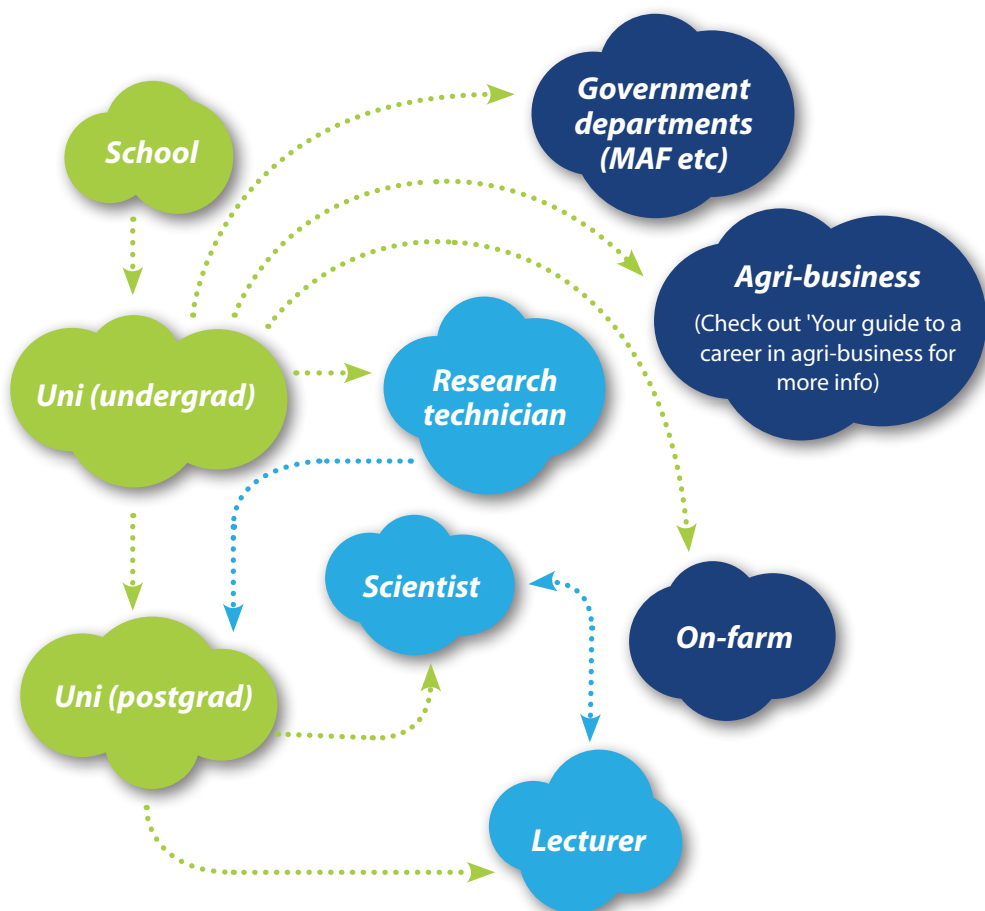 School
Government
departments
(MAF etc)
Agri-business
(Check out 'Your guide to a
career in agri-business for
more info)
Uni (undergrad)
Research
technician
Scientist
On-farm
Uni (postgrad)
Lecturer